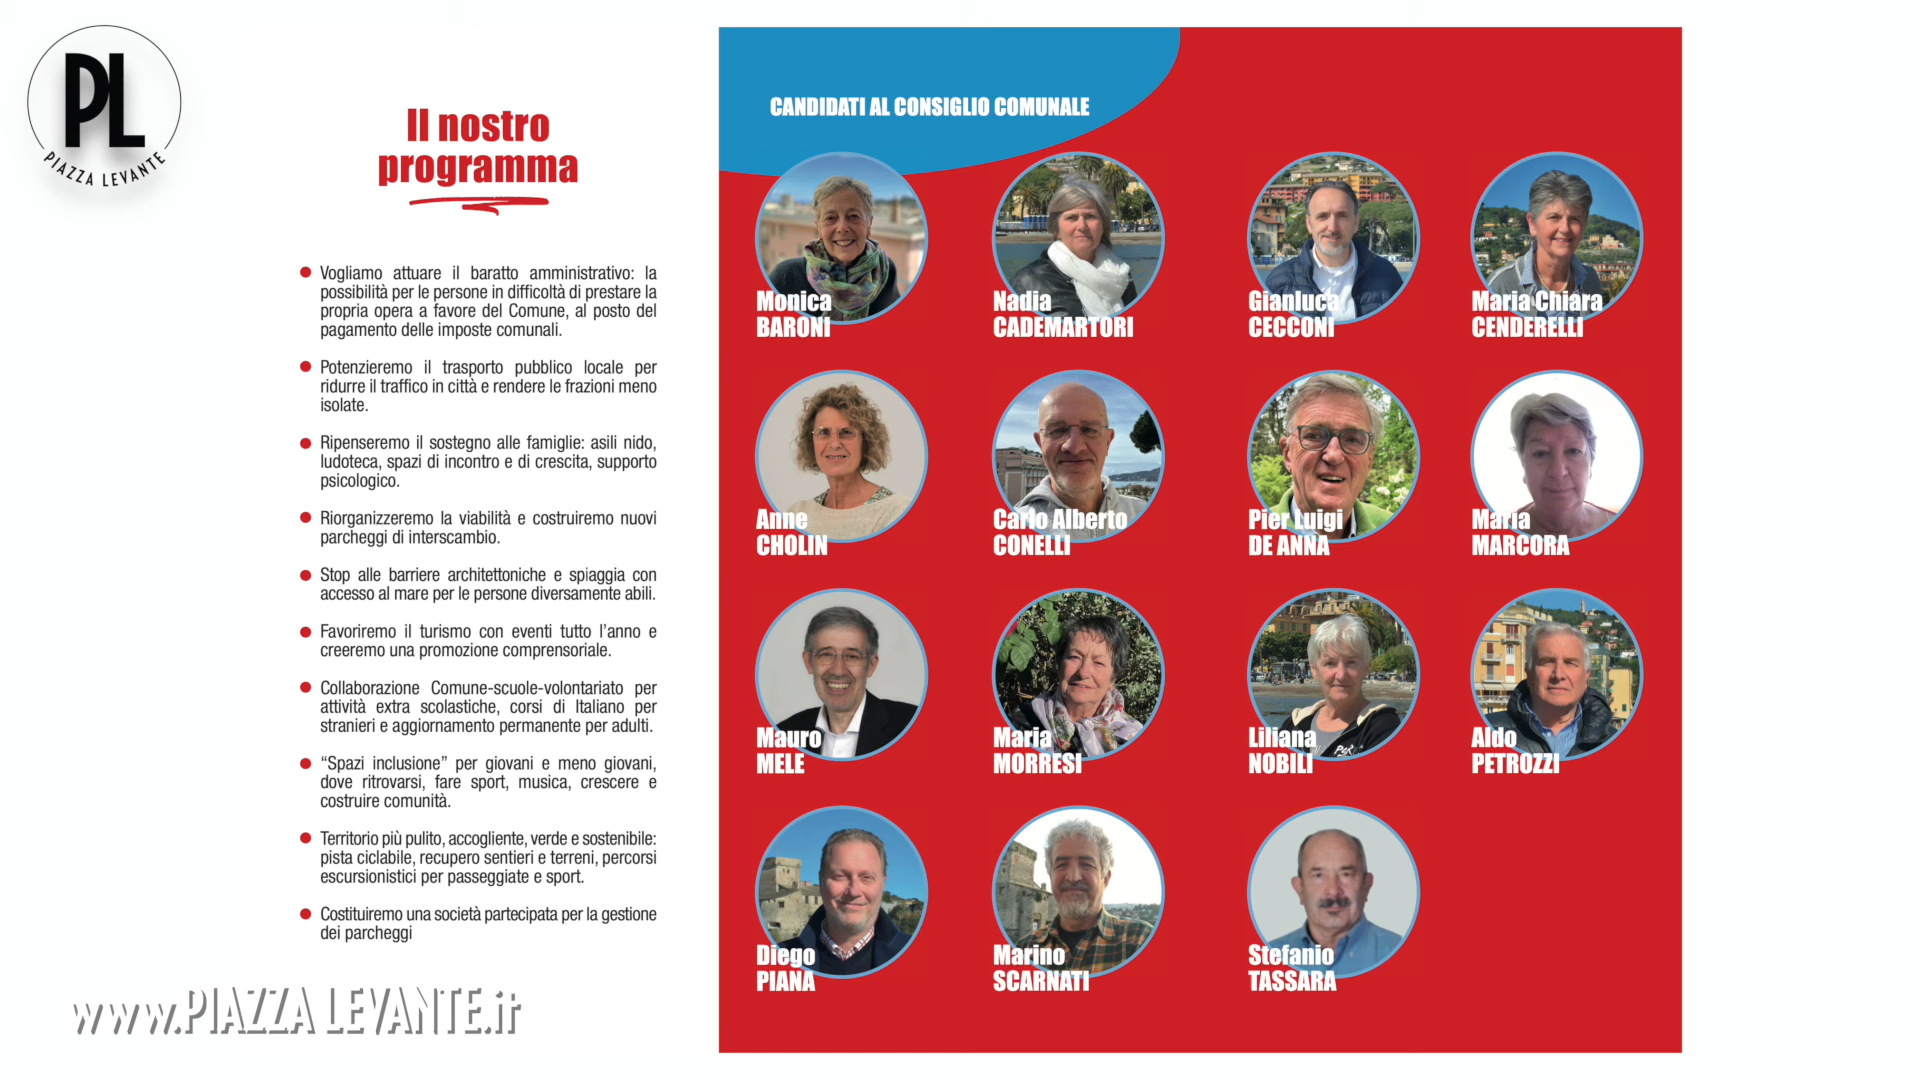 PL
PIAZZA LEVANTE
Il nostro
programma
Vogliamo attuare il baratto amministrativo: la
possibilità per le persone in difficoltà di prestare la
propria opera a favore del Comune, al posto del
pagamento delle imposte comunali.
Potenzieremo il trasporto pubblico locale per
ridurre il traffico in città e rendere le frazioni meno
isolate.
Ripenseremo il sostegno alle famiglie: asili nido,
ludoteca, spazi di incontro e di crescita, supporto
psicologico.
Riorganizzeremo la viabilità e costruiremo nuovi
parcheggi di interscambio.
Stop alle barriere architettoniche e spiaggia con
accesso al mare per le persone diversamente abili.
Favoriremo il turismo con eventi tutto l'anno e
creeremo una promozione comprensoriale.
Collaborazione Comune-scuole-volontariato per
attività extra scolastiche, corsi di Italiano per
stranieri e aggiornamento permanente per adulti.
“Spazi inclusione” per giovani e meno giovani,
dove ritrovarsi, fare sport, musica, crescere e
costruire comunità.
Territorio più pulito, accogliente, verde e sostenibile:
pista ciclabile, recupero sentieri e terreni, percorsi
escursionistici per passeggiate e sport.
Costituiremo una società partecipata per la gestione
dei parcheggi
www.PIAZZA LEVANTE.it
CANDIDATI AL CONSIGLIO COMUNALE
Monica
BARONI
Nadia
CADEMARTORI
Gianluca
CECCONI
Maria Chiara
CENDERELLI
Anne
CHOLIN
Carlo Alberto
CONELLI
Pier Luigi
DE ANNA
Maria
MARCORA
Mauro
MELE
Maria
MORRESI
Liliana
NOBILI
Aldo
PETROZZI
Diego
PIANA
Marino
SCARNATI
Stefanio
TASSARA